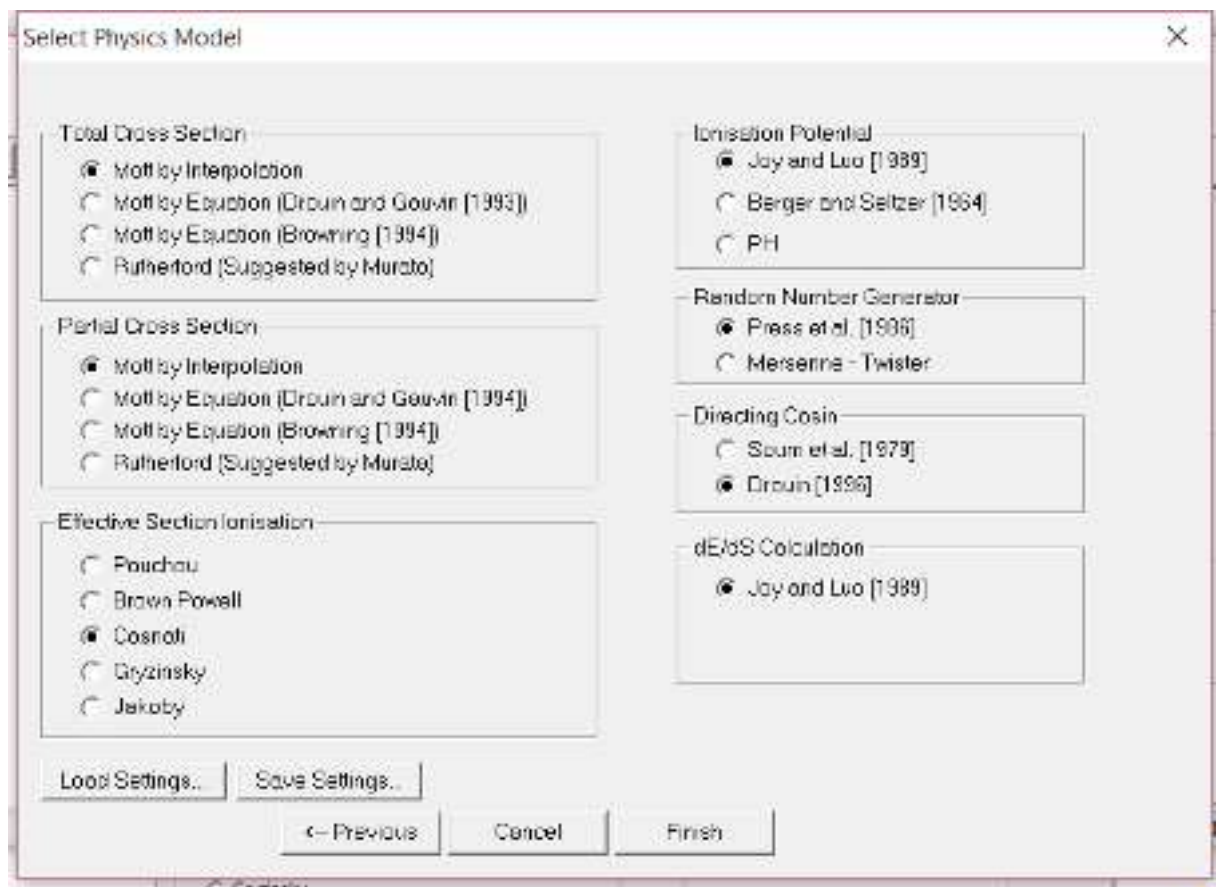 Select Physics Model
Total Cross Section
Mott by Interpolation
Mott by Equation (Drouin and Gauvin [1993])
Mott by Equation (Browning [1994])
Rutherford (Suggested by Murata)
Partial Cross Section
Mott by Interpolation
Mott by Equation (Drouin and Gauvin [1994])
Mott by Equation (Browning [1994])
Rutherford (Suggested by Murata)
Effective Section Ionisation
Pouchou
Brown Powell
Casnati
Gryzinsky
Jakoby
Ionisation Potential
Joy and Luo [1989]
Berger and Seltzer [1964]
PH
Random Number Generator
Press et al. [1986]
Mersenne - Twister
Directing Cosin
Soum et al. [1979]
Drouin [1996]
dE/dS Calculation
Joy and Luo [1989]
Load Settings... Save Settings...
<-- Previous Cancel Finish